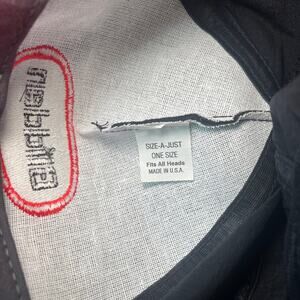 SIZE-A-JUST
ONE SIZE
Fits All Heads
MADE IN U.S.A.